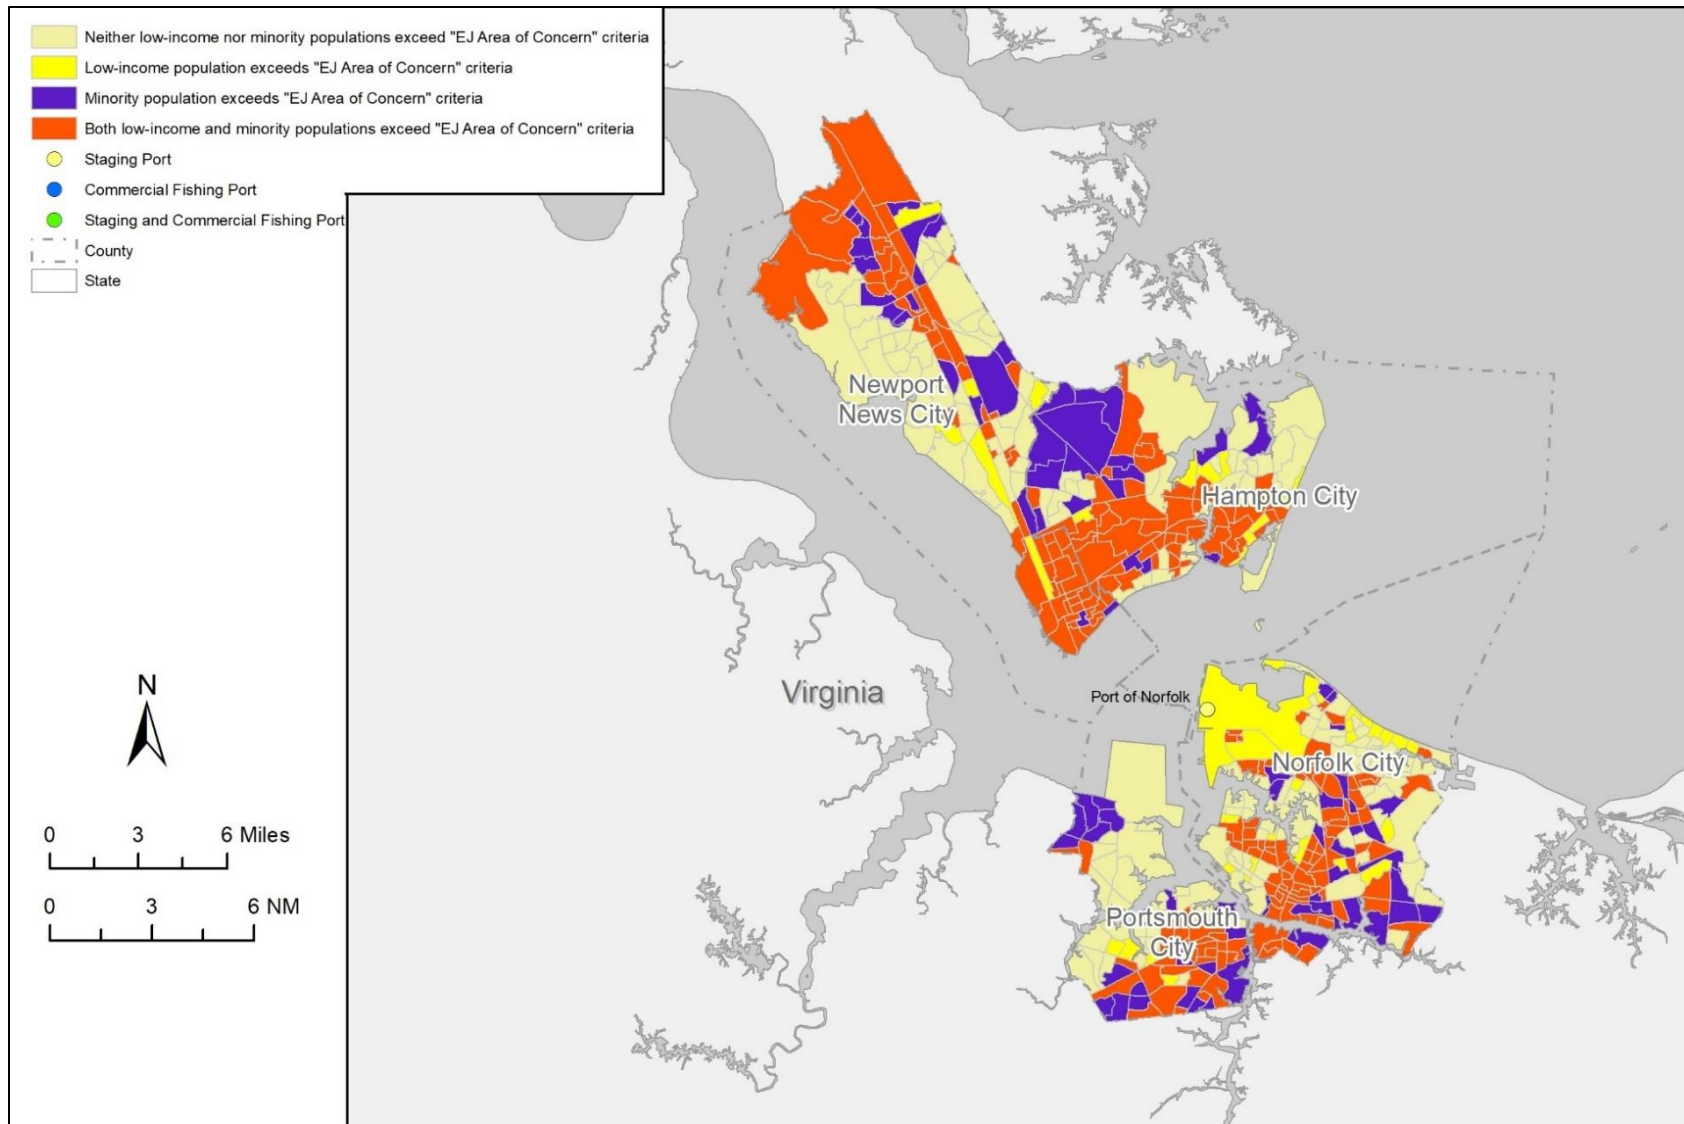 Neither low-income nor minority populations exceed "EJ Area of Concern" criteria
Low-income population exceeds "EJ Area of Concern" criteria
Minority population exceeds "EJ Area of Concern" criteria
Both low-income and minority populations exceed "EJ Area of Concern" criteria
Staging Port
Commercial Fishing Port
Staging and Commercial Fishing Port
County
State
Newport
News City
Hampton City
Virginia
Port of Norfolk
Norfolk City
Portsmouth
City
N
0 3 6 Miles
0 3 6 NM